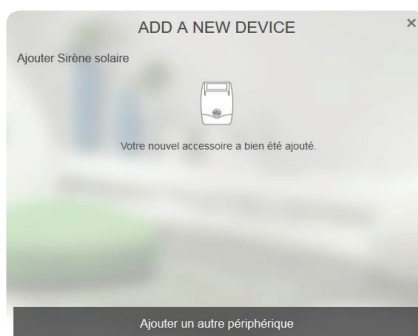 ADD A NEW DEVICE
×
Ajouter Sirène solaire
Votre nouvel accessoire a bien été ajouté.
Ajouter un autre périphérique